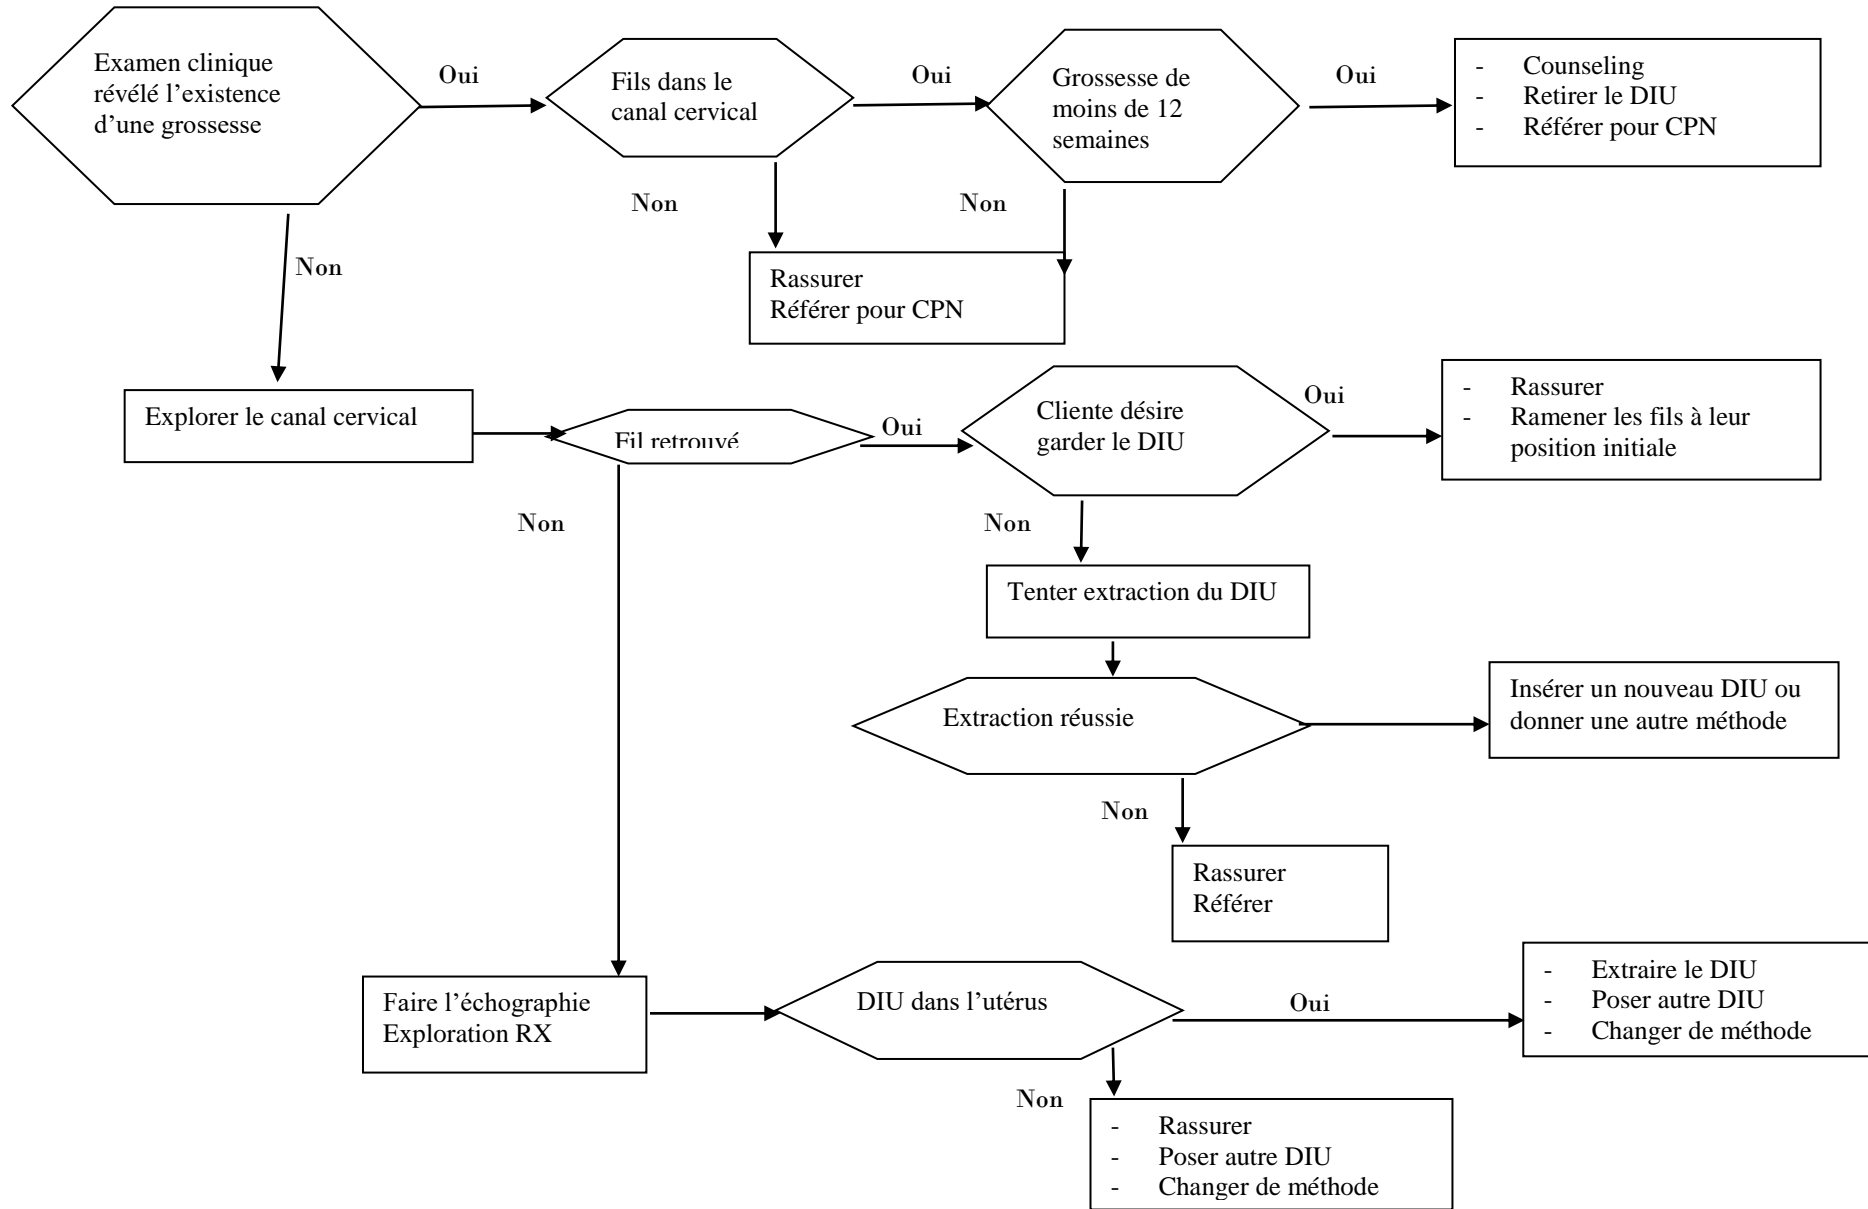 Examen clinique
révélé l’existence
d’une grossesse
Oui
Fils dans le
canal cervical
Oui
Grossesse de
moins de 12
semaines
Oui
- Counseling
- Retirer le DIU
- Référer pour CPN
Non
Non
Non
Rassurer
Référer pour CPN
Explorer le canal cervical
Fil retrouvé
Oui
Cliente désire
garder le DIU
Oui
- Rassurer
- Ramener les fils à leur
position initiale
Non
Non
Tenter extraction du DIU
Extraction réussie
Insérer un nouveau DIU ou
donner une autre méthode
Non
Rassurer
Référer
Faire l’échographie
Exploration RX
DIU dans l’utérus
Oui
- Extraire le DIU
- Poser autre DIU
- Changer de méthode
Non
- Rassurer
- Poser autre DIU
- Changer de méthode